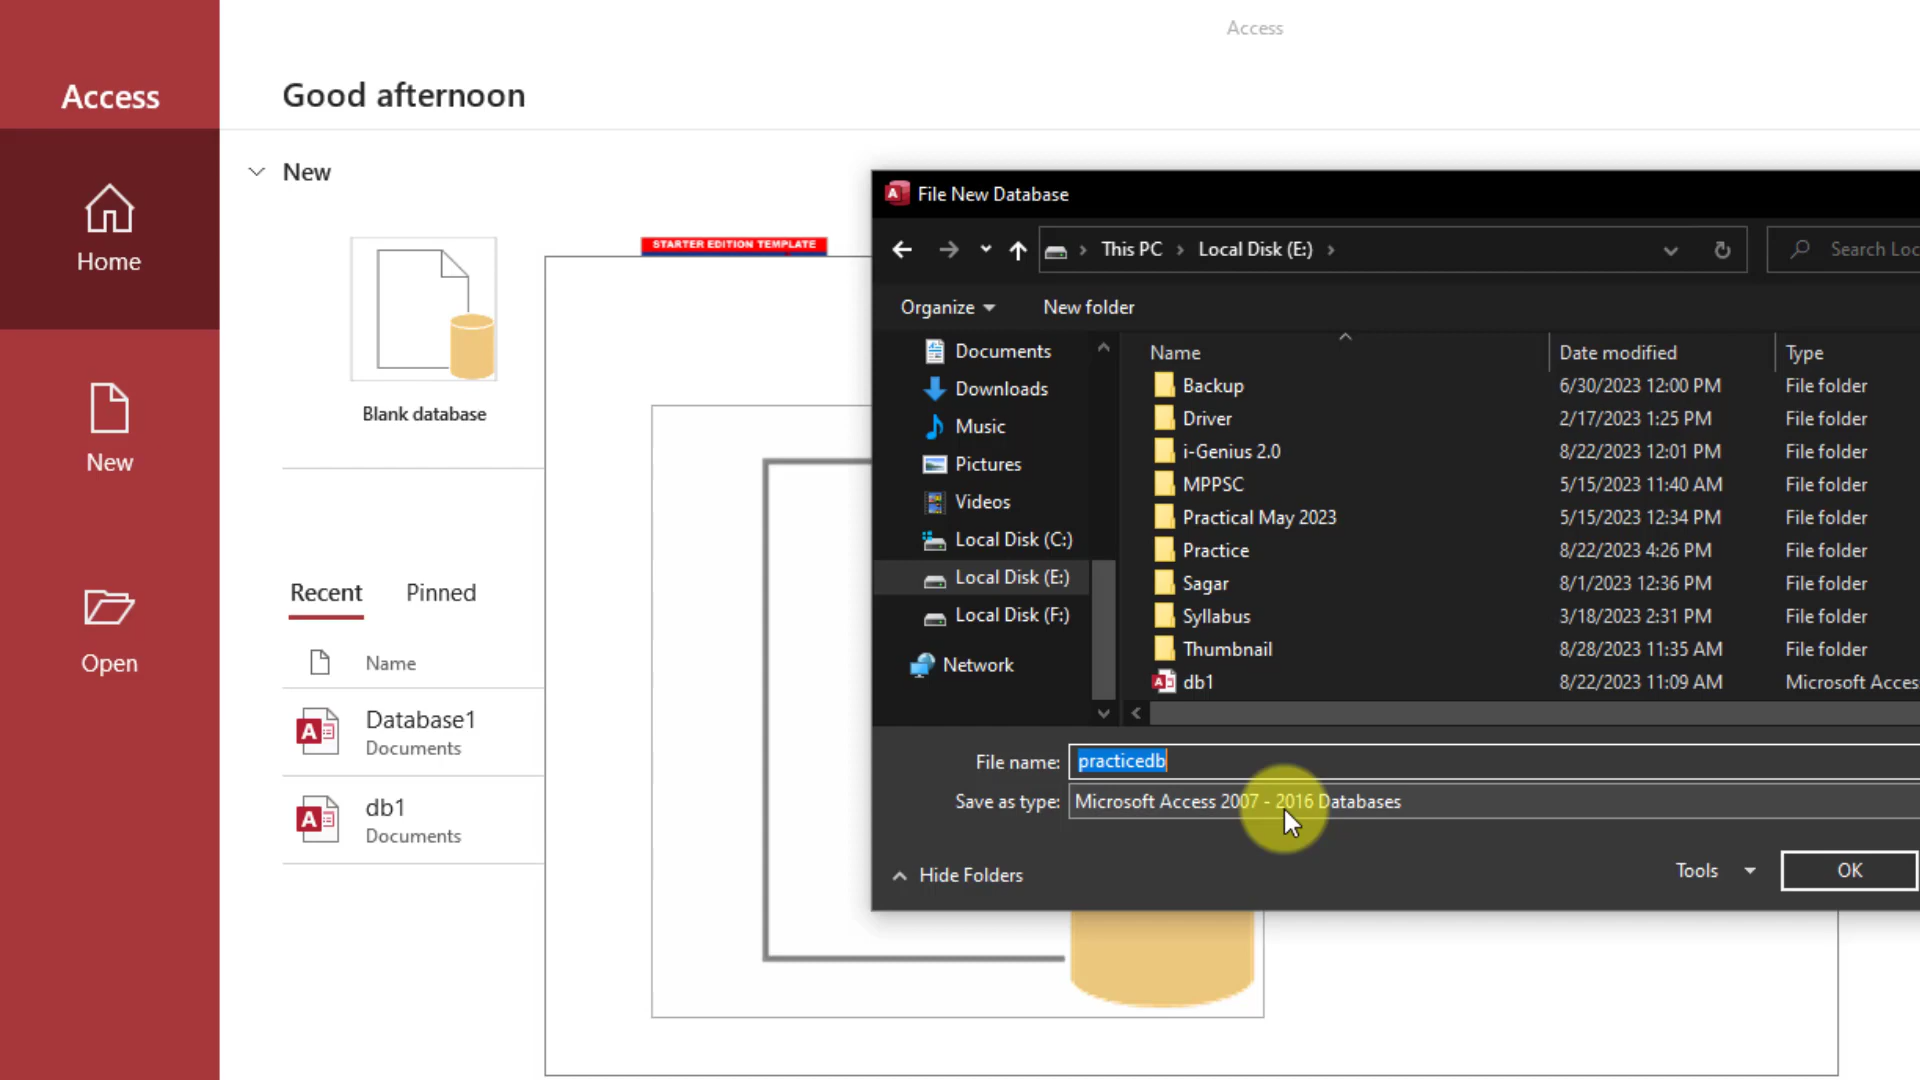 Access
Access
Good afternoon
Home
New
Open
New
STARTER EDITION TEMPLATE
Blank database
Recent Pinned
Name
Database1
Documents
db1
Documents
File New Database
This PC Local Disk (E:)
Search Loc
Organize New folder
Documents
Downloads
Music
Pictures
Videos
Local Disk (C:)
Local Disk (E:)
Local Disk (F:)
Network
Name Date modified Type
Backup 6/30/2023 12:00 PM File folder
Driver 2/17/2023 1:25 PM File folder
i-Genius 2.0 8/22/2023 12:01 PM File folder
MPPSC 5/15/2023 11:40 AM File folder
Practical May 2023 5/15/2023 12:34 PM File folder
Practice 8/22/2023 4:26 PM File folder
Sagar 8/1/2023 12:36 PM File folder
Syllabus 3/18/2023 2:31 PM File folder
Thumbnail 8/28/2023 11:35 AM File folder
db1 8/22/2023 11:09 AM Microsoft Acces
File name: practicedb
Save as type: Microsoft Access 2007 - 2016 Databases
Hide Folders
Tools OK